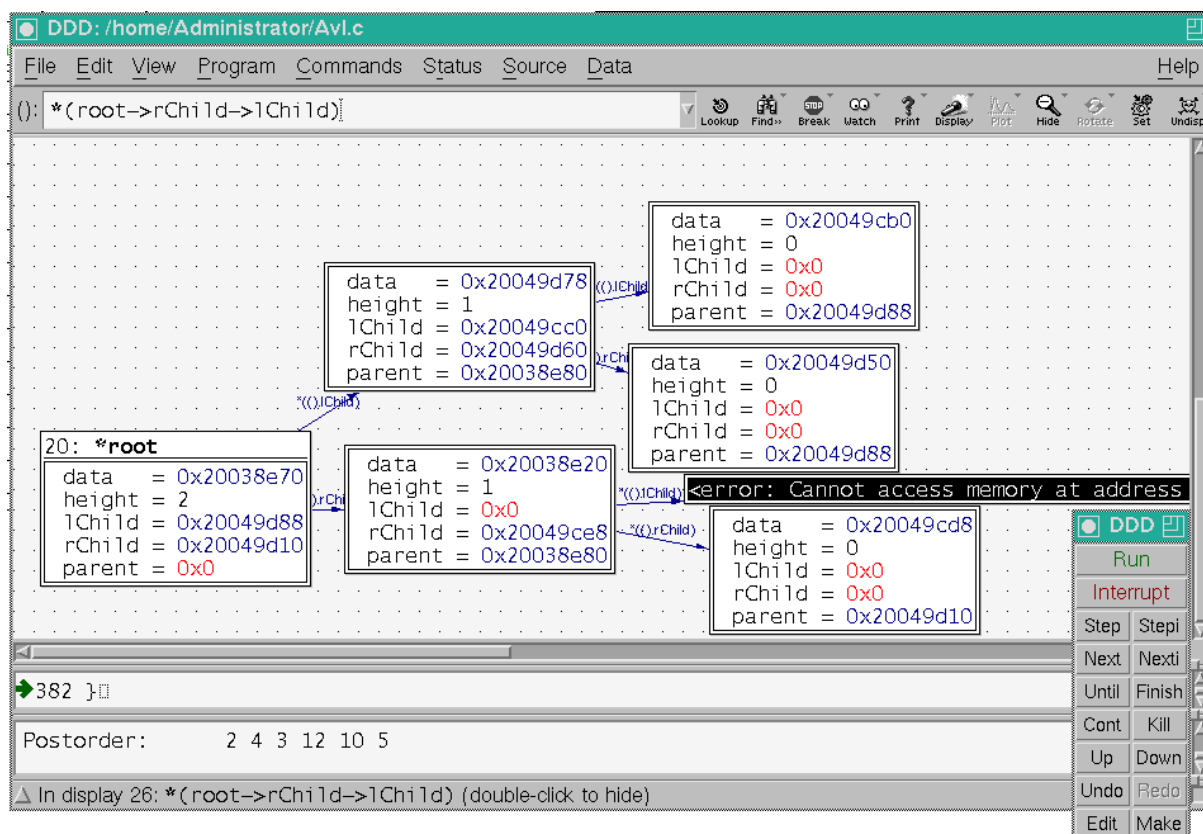 DDD: /home/Administrator/Avl.c
File Edit View Program Commands Status Source Data Help
(): *(root->rChild->lChild)
Lookup Find» Break Watch Print Display Plot Hide Rotate Set Undisp
STOP
data = 0x20049cb0
height = 0
lChild = 0x0
rChild = 0x0
parent = 0x20049d88
data = 0x20049d78
height = 1
lChild = 0x20049cc0
rChild = 0x20049d60
parent = 0x20038e80
*(().lChild)
data = 0x20049d50
height = 0
lChild = 0x0
rChild = 0x0
parent = 0x20049d88
20: *root
data = 0x20038e70
height = 2
lChild = 0x20049d88
rChild = 0x20049d10
parent = 0x0
data = 0x20038e20
height = 1
lChild = 0x0
rChild = 0x20049ce8
parent = 0x20038e80
*(().lChild)
<error: Cannot access memory at address
*(().rChild)
data = 0x20049cd8
height = 0
lChild = 0x0
rChild = 0x0
parent = 0x20049d10
DDD
Run
Interrupt
Step Stepi
Next Nexti
Until Finish
Cont Kill
Up Down
Undo Redo
Edit Make
382 }
Postorder: 2 4 3 12 10 5
In display 26: *(root->rChild->lChild) (double-click to hide)